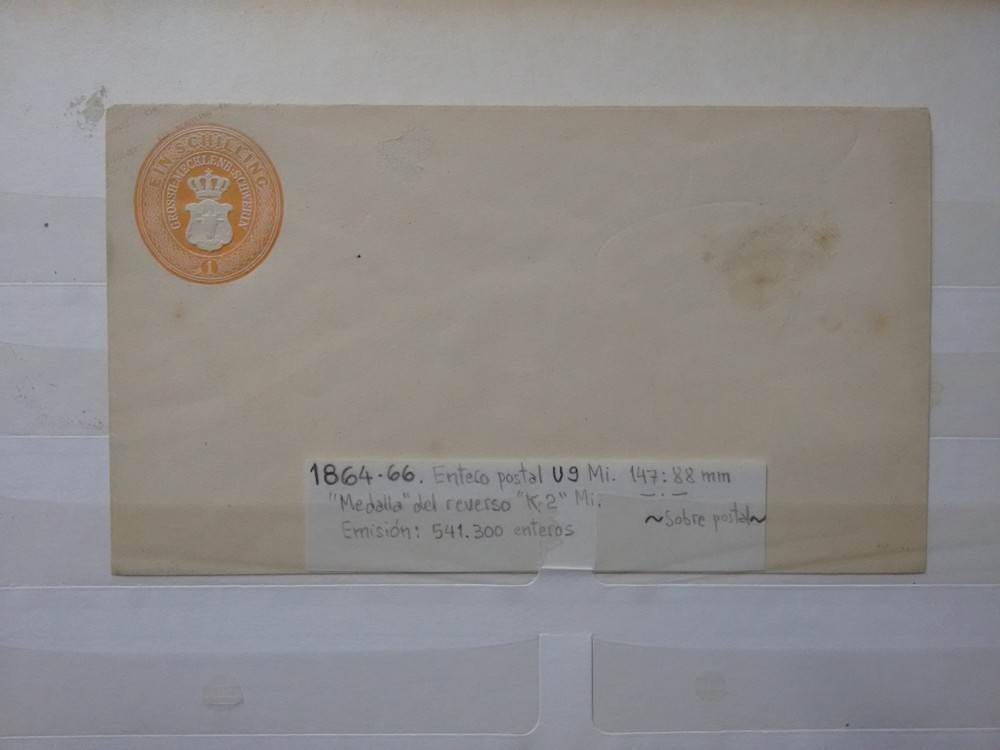 EIN SCHILLING
GROSSH. MECKLENB. SCHWERIN
1
1864-66. Entero postal U9 Mi. 147:88 mm
"Medalla" del reverso "K-2" Mi.
~Sobre postal~
Emisión: 541.300 enteros